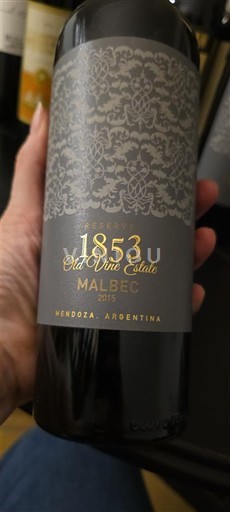 RESERVE
1853
Old Vine Estate
MALBEC
2015
MENDOZA, ARGENTINA